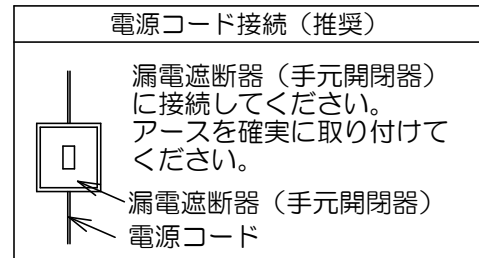 電源コード接続（推奨）
漏電遮断器（手元開閉器）
に接続してください。
アースを確実に取り付けて
ください。
漏電遮断器（手元開閉器）
電源コード